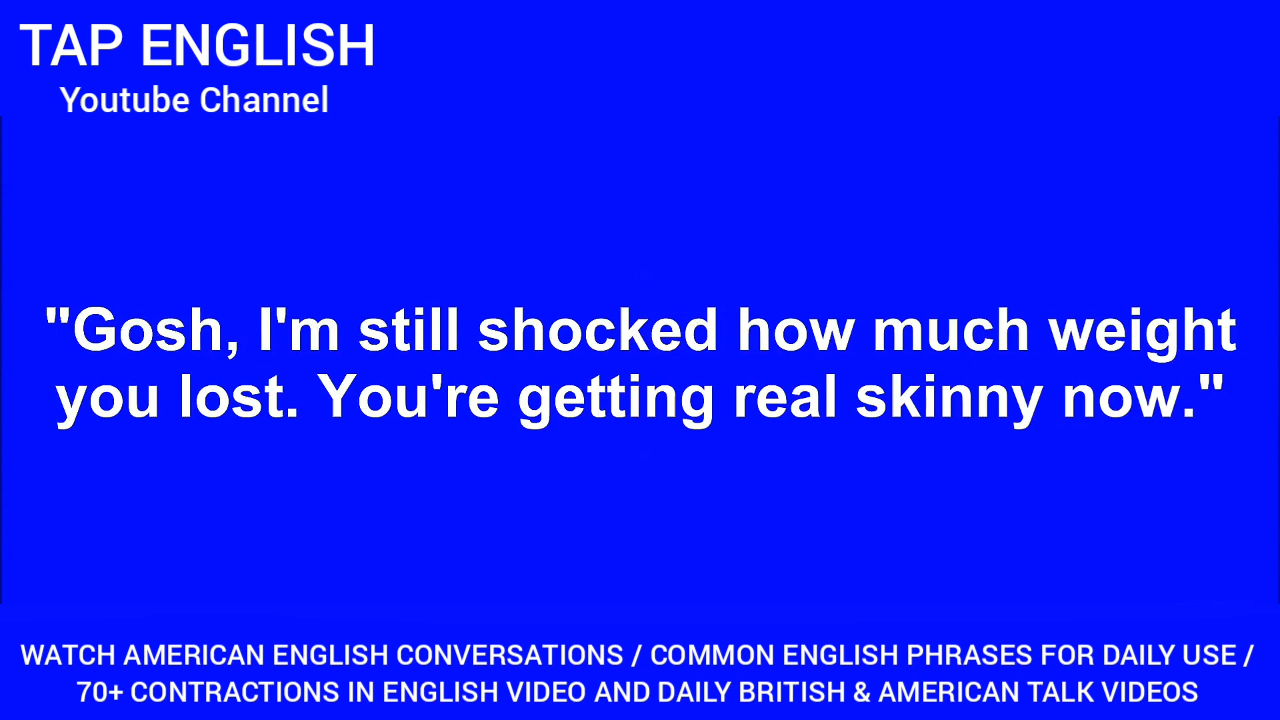 TAP ENGLISH
Youtube Channel
"Gosh, I'm still shocked how much weight
you lost. You're getting real skinny now."
WATCH AMERICAN ENGLISH CONVERSATIONS / COMMON ENGLISH PHRASES FOR DAILY USE /
70+ CONTRACTIONS IN ENGLISH VIDEO AND DAILY BRITISH & AMERICAN TALK VIDEOS